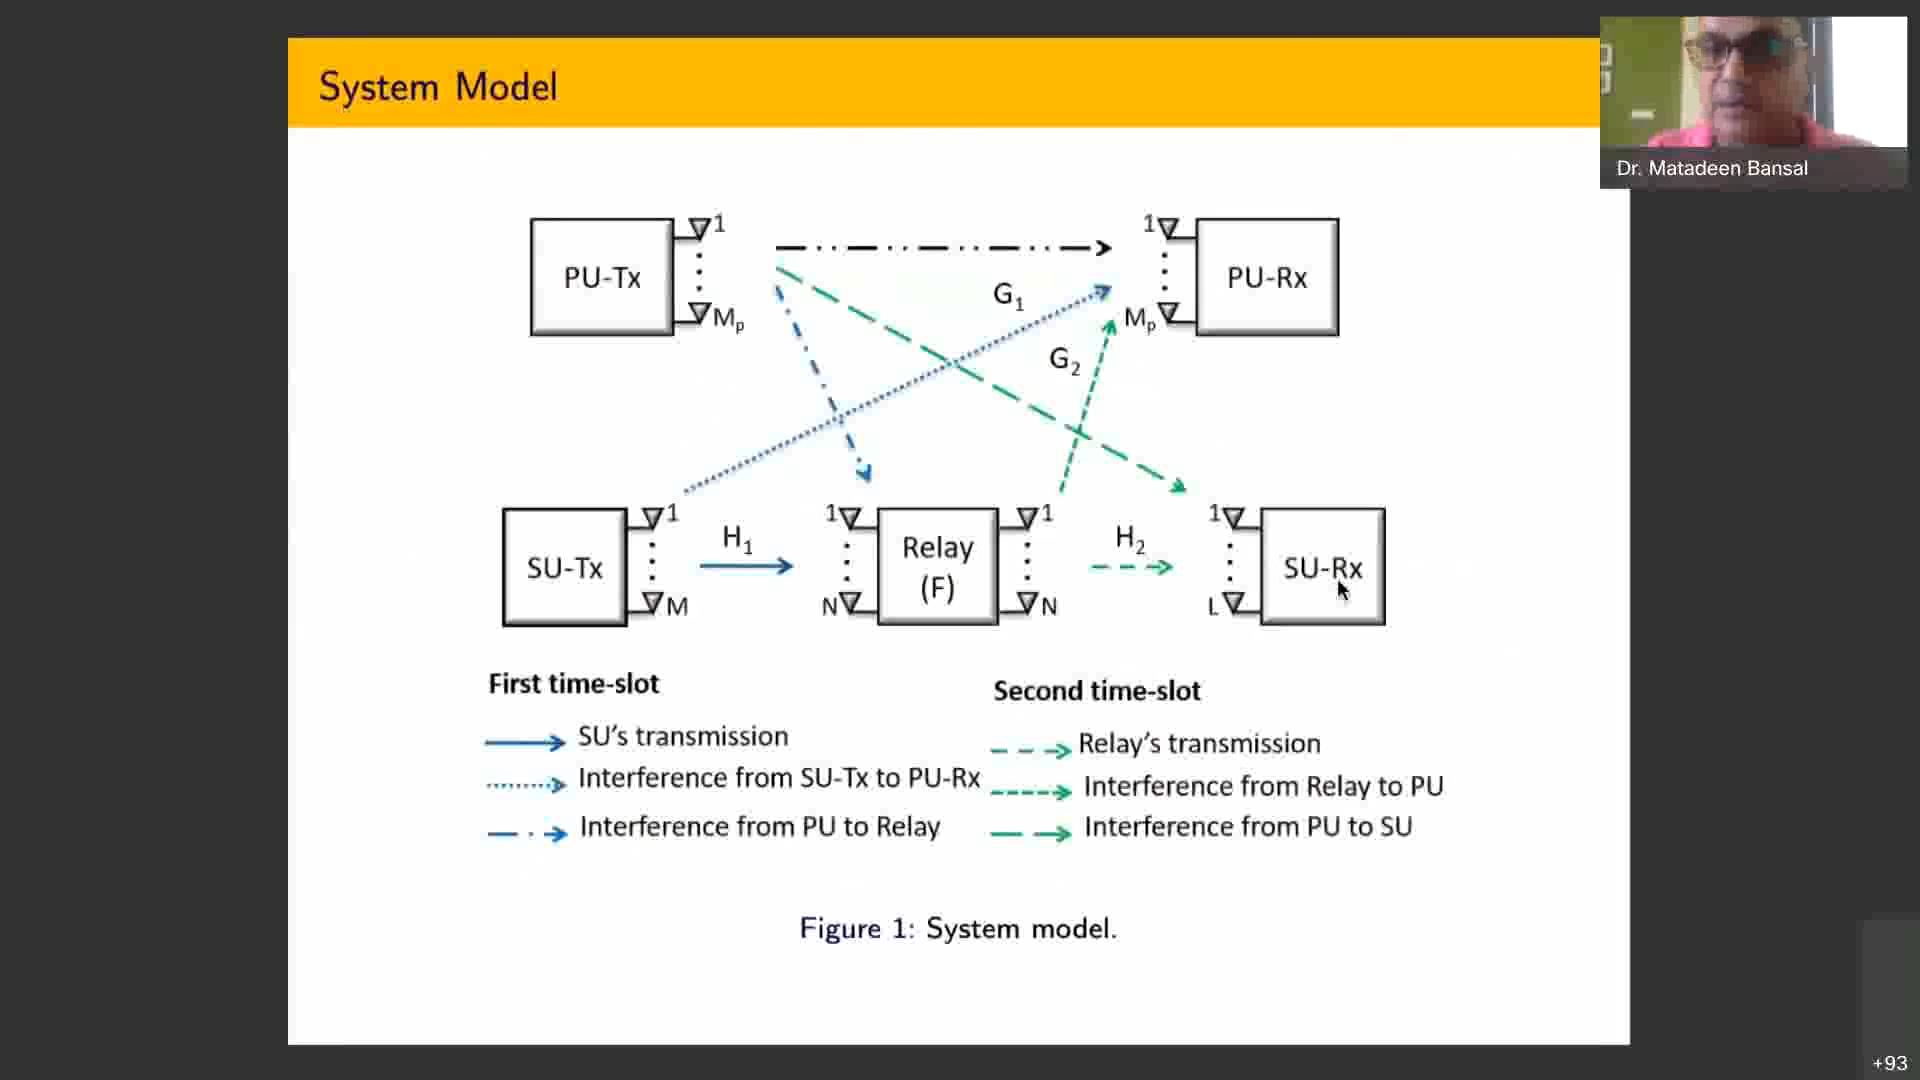 System Model
Dr. Matadeen Bansal
PU-Tx
1
Mp
G1
G2
1
Mp
PU-Rx
SU-Tx
1
M
H1
1
N
Relay
(F)
1
N
H2
1
L
SU-Rx
First time-slot
SU's transmission
Interference from SU-Tx to PU-Rx
Interference from PU to Relay
Second time-slot
Relay's transmission
Interference from Relay to PU
Interference from PU to SU
Figure 1: System model.
+93